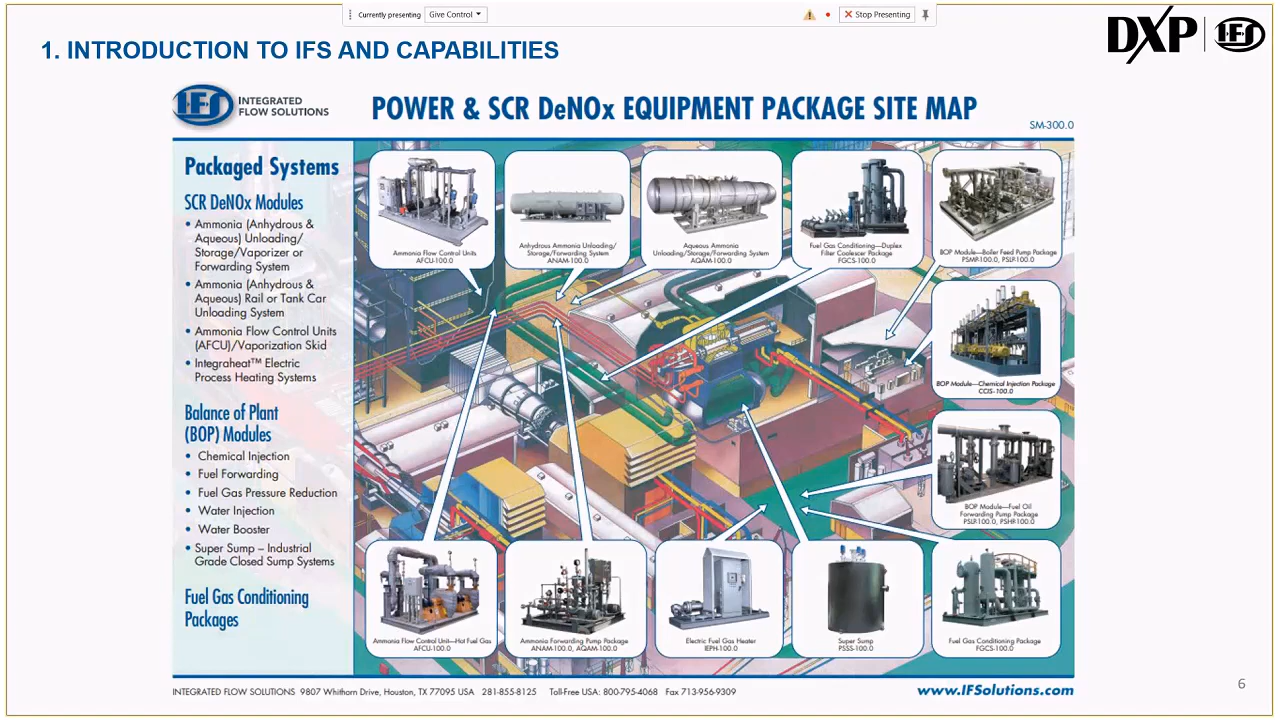 Currently presenting
Give Control
Stop Presenting
1. INTRODUCTION TO IFS AND CAPABILITIES
DXP
IFS
IFS
INTEGRATED
FLOW SOLUTIONS
POWER & SCR DeNOx EQUIPMENT PACKAGE SITE MAP
SM-300.0
Packaged Systems
SCR DeNOx Modules
• Ammonia (Anhydrous &
Aqueous) Unloading/
Storage/Vaporizer or
Forwarding System
• Ammonia (Anhydrous &
Aqueous) Rail or Tank Car
Unloading System
• Ammonia Flow Control Units
(AFCU)/Vaporization Skid
• Integraheat™ Electric
Process Heating Systems
Balance of Plant
(BOP) Modules
• Chemical Injection
• Fuel Forwarding
• Fuel Gas Pressure Reduction
• Water Injection
• Water Booster
• Super Sump – Industrial
Grade Closed Sump Systems
Fuel Gas Conditioning
Packages
Ammonia Flow Control Units
AFCU-100.0
Anhydrous Ammonia Unloading/
Storage/Forwarding System
ANAM-100.0
Aqueous Ammonia
Unloading/Storage/Forwarding System
AQAM-100.0
Fuel Gas Conditioning—Duplex
Filter Coalescer Package
FGCS-100.0
BOP Module—Boiler Feed Pump Package
PSMP-100.0, PSLP-100.0
BOP Module—Chemical Injection Package
CCIS-100.0
BOP Module—Fuel Oil
Forwarding Pump Package
PSLP-100.0, PSHP-100.0
Ammonia Flow Control Unit—Hot Fuel Gas
AFCU-100.0
Ammonia Forwarding Pump Package
ANAM-100.0, AQAM-100.0
Electric Fuel Gas Heater
IEPH-100.0
Super Sump
PSSS-100.0
Fuel Gas Conditioning Package
FGCS-100.0
INTEGRATED FLOW SOLUTIONS 9807 Whithorn Drive, Houston, TX 77095 USA 281-855-8125 Toll-Free USA: 800-795-4068 Fax 713-956-9309
www.IFSolutions.com
6